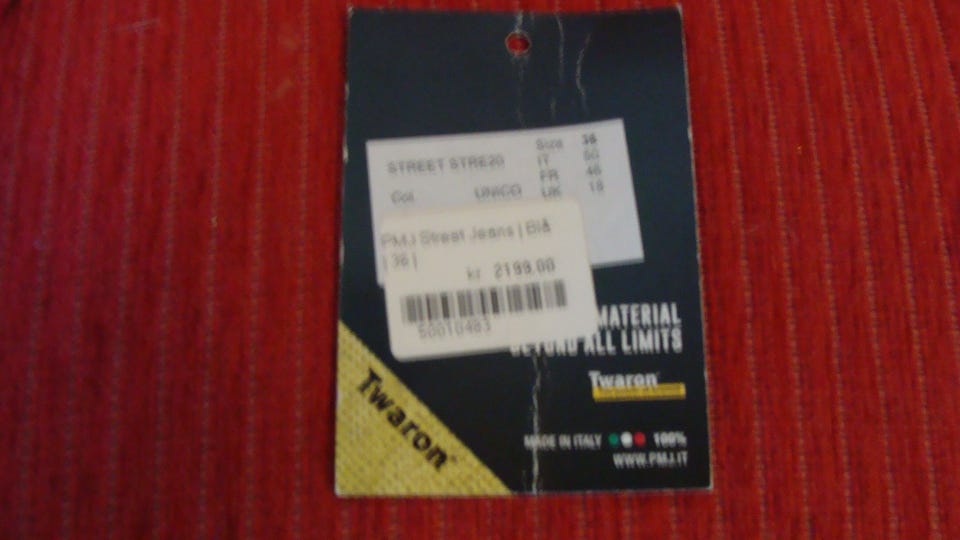 STREET STRE20
Size 36
IT 50
FR 46
UK 18
Col. UNICO
PMJ Street Jeans | Blå
| 36 |
kr 2199.00
50010483
MATERIAL
BEYOND ALL LIMITS
Twaron
Twaron
MADE IN ITALY 100%
WWW.PMJ.IT